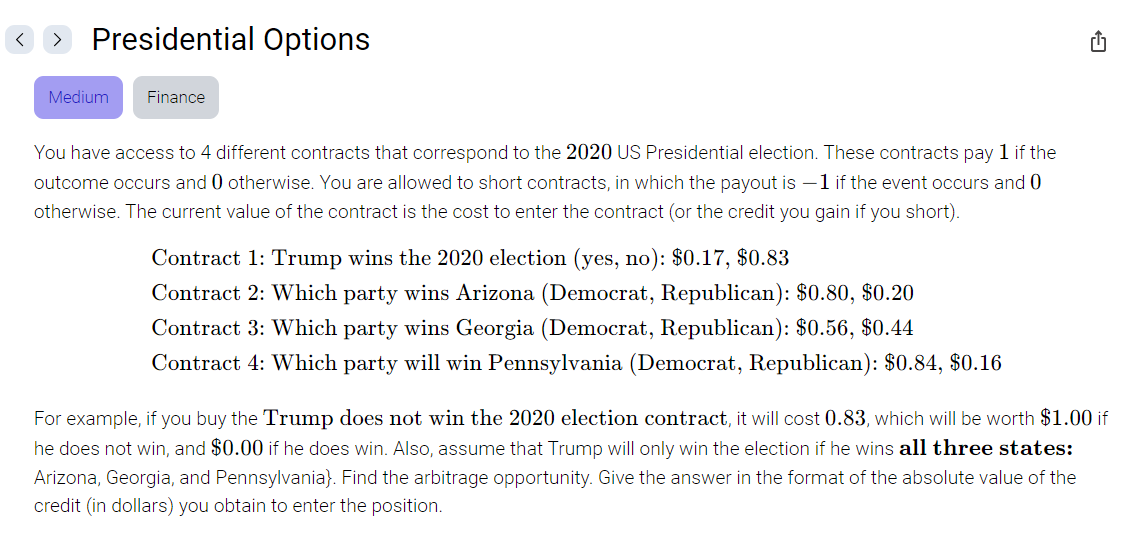 Presidential Options
Medium
Finance
You have access to 4 different contracts that correspond to the 2020 US Presidential election. These contracts pay 1 if the
outcome occurs and 0 otherwise. You are allowed to short contracts, in which the payout is −1 if the event occurs and 0
otherwise. The current value of the contract is the cost to enter the contract (or the credit you gain if you short).
Contract 1: Trump wins the 2020 election (yes, no): $0.17, $0.83
Contract 2: Which party wins Arizona (Democrat, Republican): $0.80, $0.20
Contract 3: Which party wins Georgia (Democrat, Republican): $0.56, $0.44
Contract 4: Which party will win Pennsylvania (Democrat, Republican): $0.84, $0.16
For example, if you buy the Trump does not win the 2020 election contract, it will cost 0.83, which will be worth $1.00 if
he does not win, and $0.00 if he does win. Also, assume that Trump will only win the election if he wins all three states:
Arizona, Georgia, and Pennsylvania}. Find the arbitrage opportunity. Give the answer in the format of the absolute value of the
credit (in dollars) you obtain to enter the position.